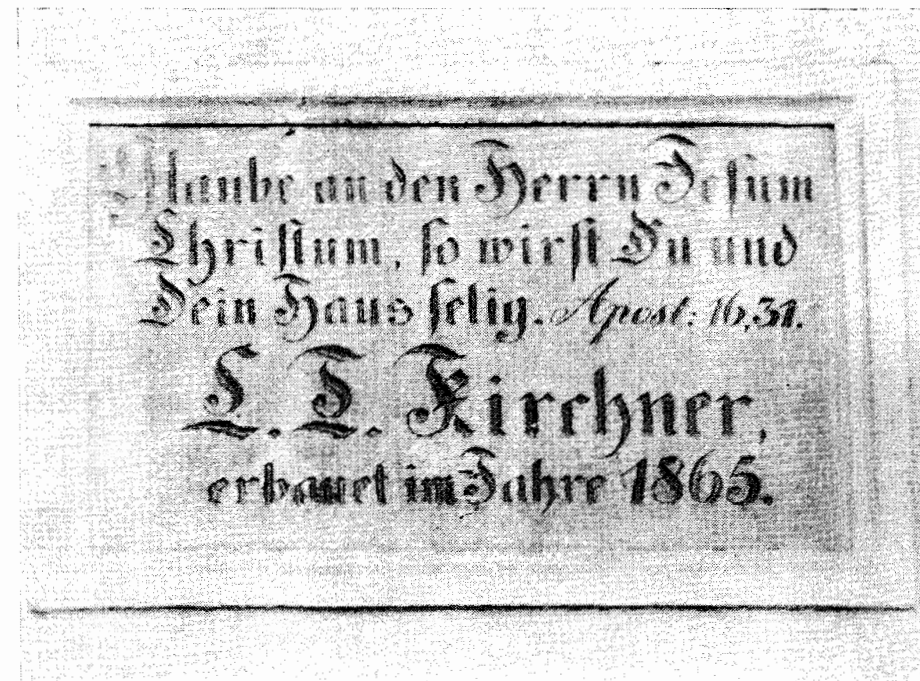 Glaube an den Herrn Jesum
Christum, so wirst Du und
Dein Haus selig. Apost: 16,31.
C. T. Kirchner,
erbauet im Jahre 1865.